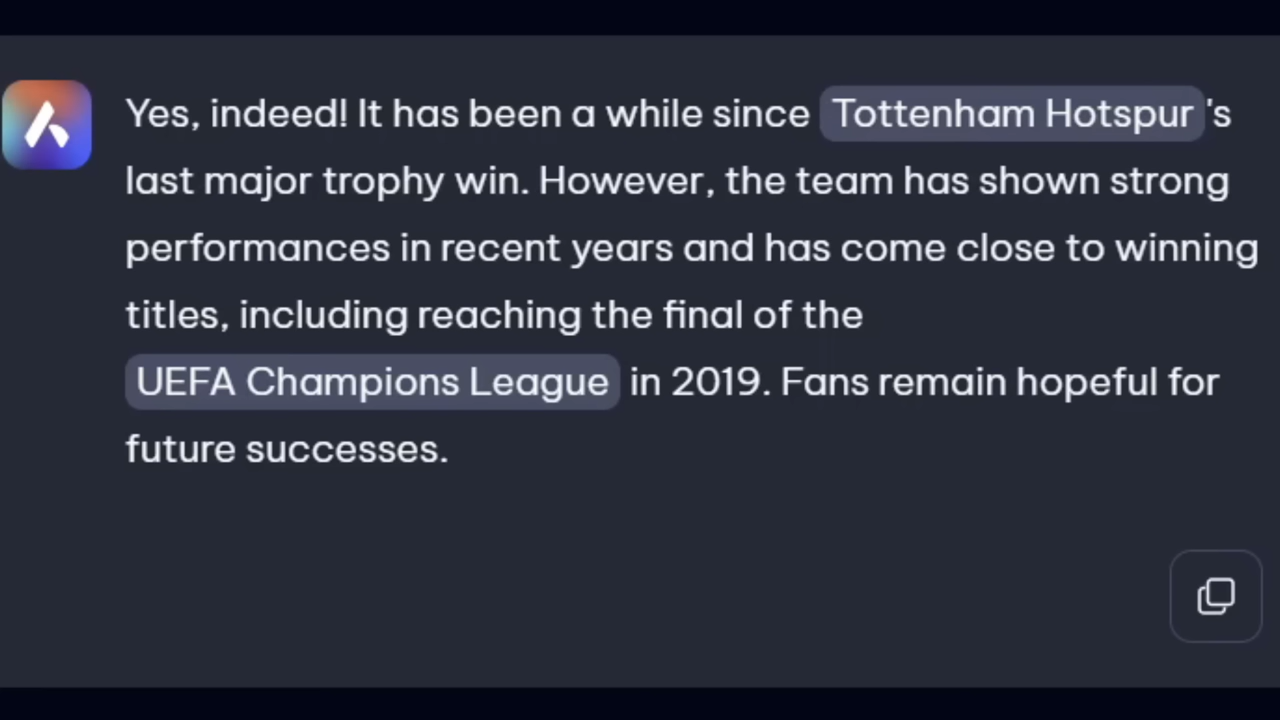 Yes, indeed! It has been a while since Tottenham Hotspur's
last major trophy win. However, the team has shown strong
performances in recent years and has come close to winning
titles, including reaching the final of the
UEFA Champions League in 2019. Fans remain hopeful for
future successes.